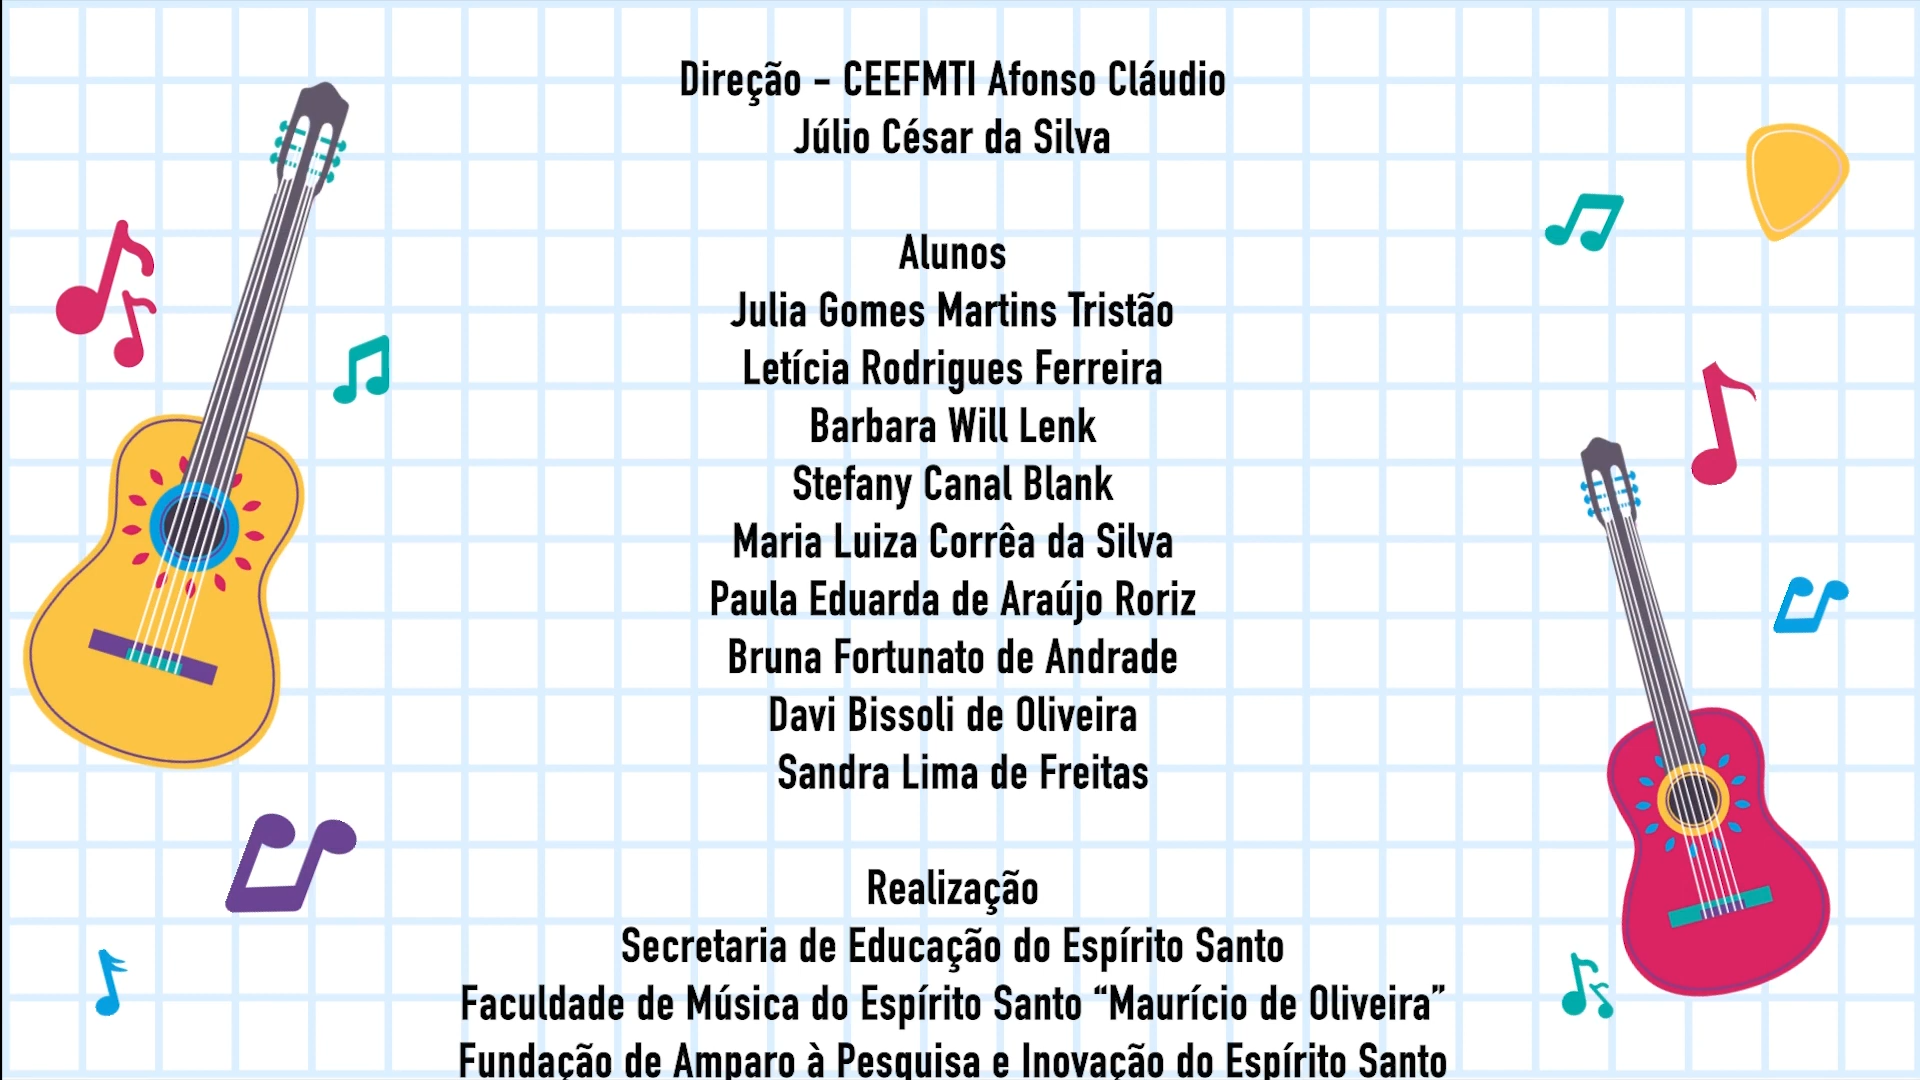 Direção - CEEFMTI Afonso Cláudio
Júlio César da Silva
Alunos
Julia Gomes Martins Tristão
Letícia Rodrigues Ferreira
Barbara Will Lenk
Stefany Canal Blank
Maria Luiza Corrêa da Silva
Paula Eduarda de Araújo Roriz
Bruna Fortunato de Andrade
Davi Bissoli de Oliveira
Sandra Lima de Freitas
Realização
Secretaria de Educação do Espírito Santo
Faculdade de Música do Espírito Santo “Maurício de Oliveira”
Fundação de Amparo à Pesquisa e Inovação do Espírito Santo